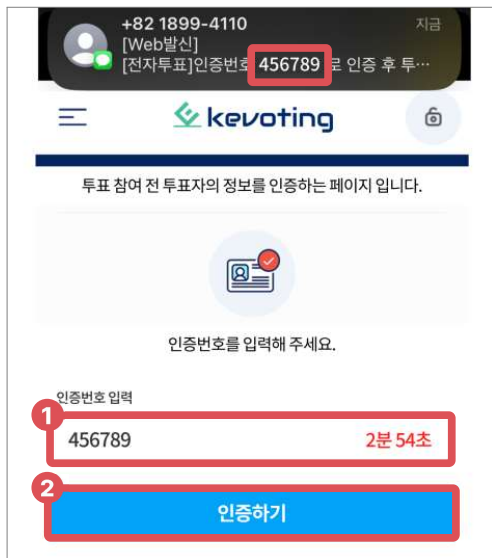 +82 1899-4110 지금
[Web발신]
[전자투표]인증번호 456789 로 인증 후 투…
kevoting
투표 참여 전 투표자의 정보를 인증하는 페이지 입니다.
인증번호를 입력해 주세요.
인증번호 입력
1
456789 2분 54초
2
인증하기